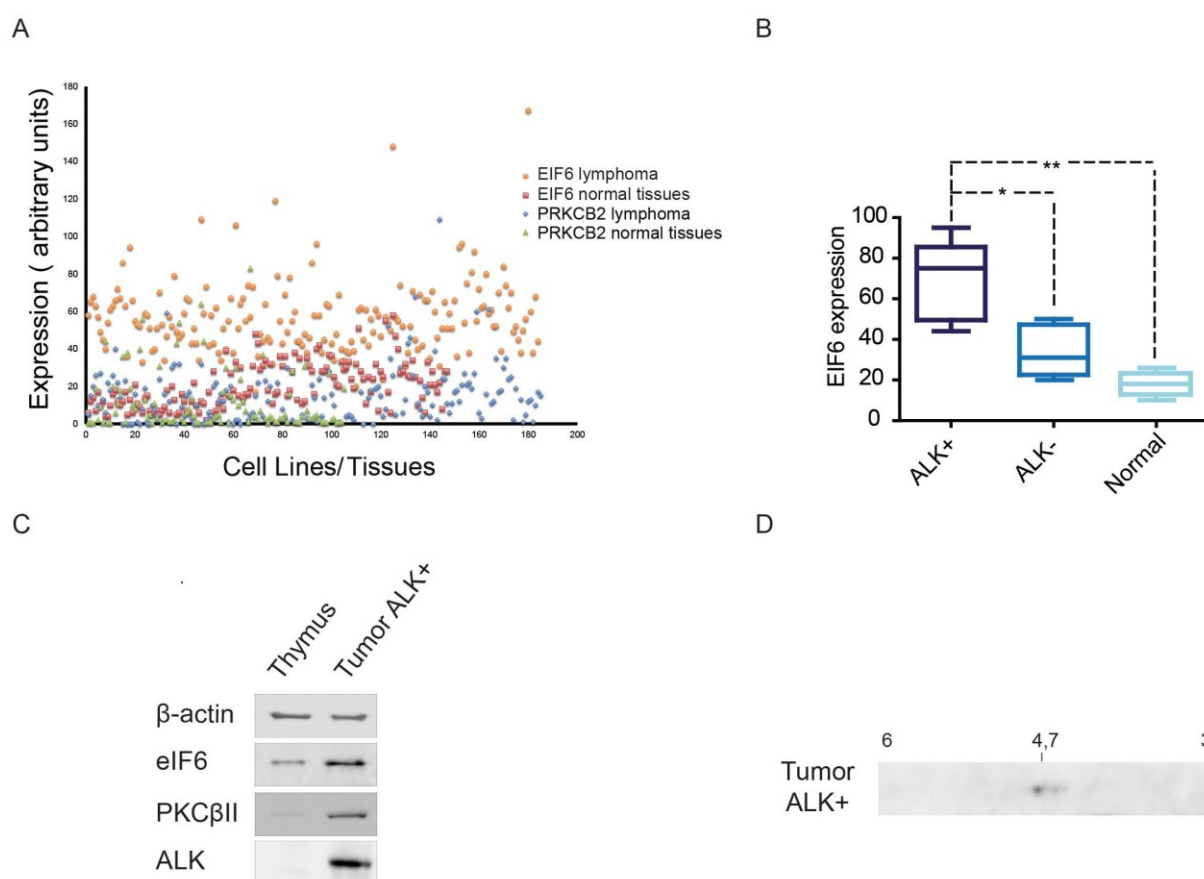 A
Expression ( arbitrary units)
180
160
140
120
100
80
60
40
20
0
0 20 40 60 80 100 120 140 160 180 200
Cell Lines/Tissues
EIF6 lymphoma
EIF6 normal tissues
PRKCB2 lymphoma
PRKCB2 normal tissues
B
**
*
EIF6 expression
100
80
60
40
20
0
ALK+
ALK-
Normal
C
Thymus
Tumor ALK+
β-actin
eIF6
PKCβII
ALK
D
6 4,7 3
Tumor
ALK+